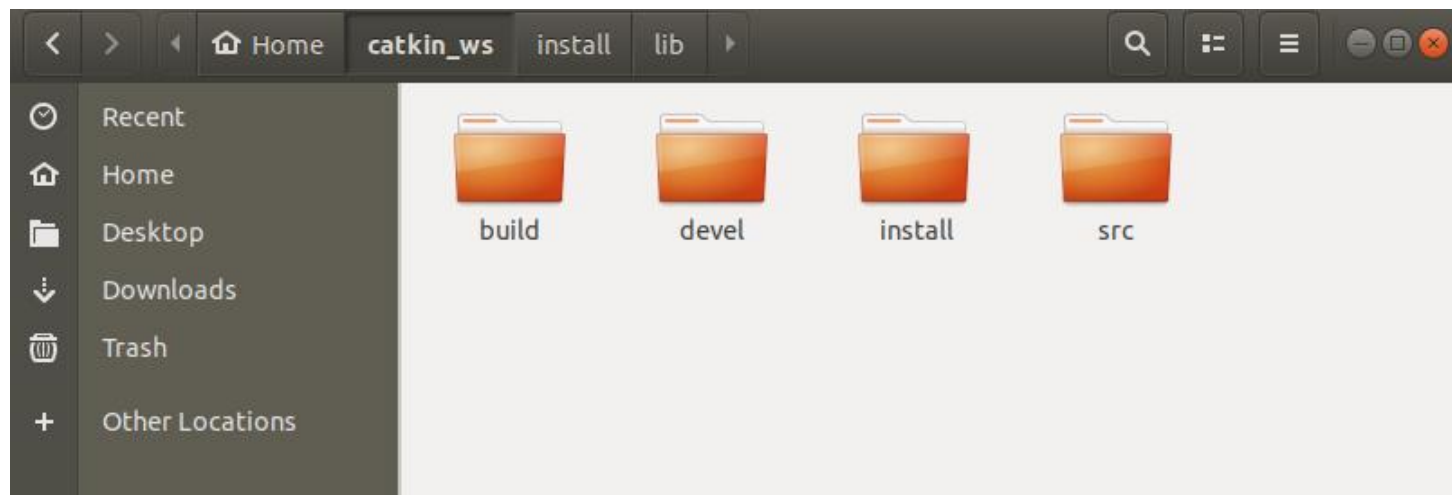 Home catkin_ws install lib
Recent
Home
Desktop
Downloads
Trash
Other Locations
build devel install src